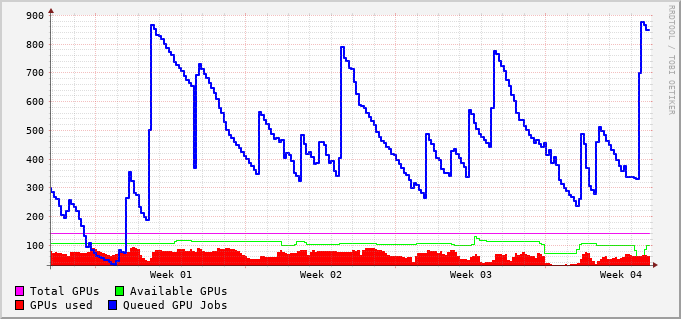 900
800
700
600
500
400
300
200
100
Week 01 Week 02 Week 03 Week 04
Total GPUs Available GPUs
GPUs used Queued GPU Jobs
RRDTOOL / TOBI OETIKER